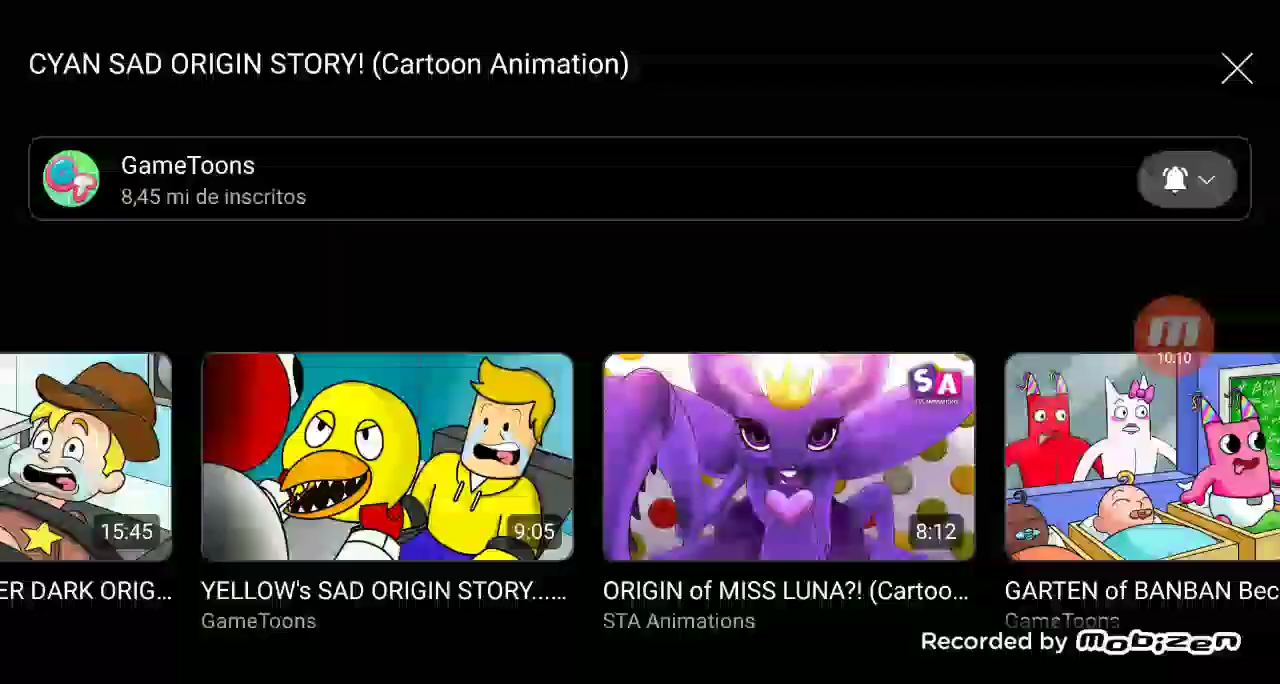 CYAN SAD ORIGIN STORY! (Cartoon Animation)
GameToons
8,45 mi de inscritos
10:10
SA
15:45
9:05
8:12
ER DARK ORIG...
YELLOW's SAD ORIGIN STORY......
ORIGIN of MISS LUNA?! (Cartoo...
GARTEN of BANBAN Bec
GameToons
STA Animations
GameToons
Recorded by mobizen